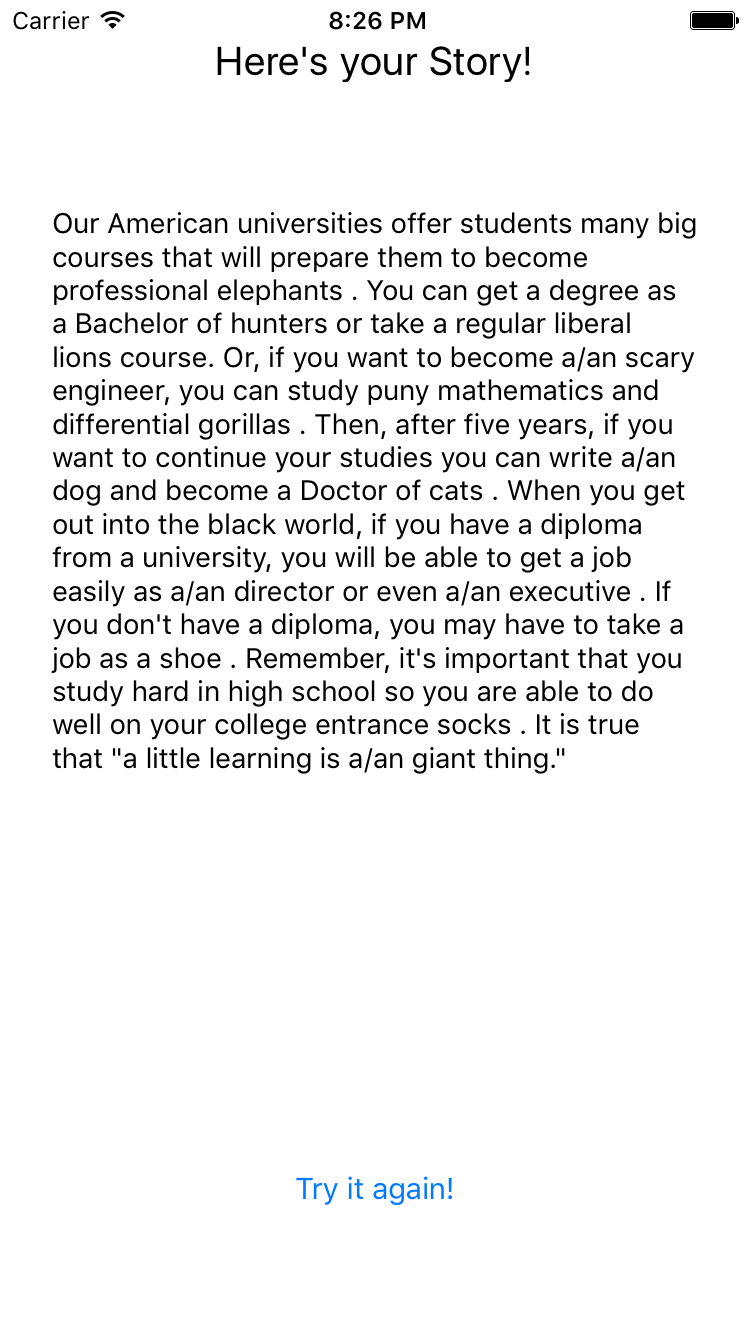 Carrier 8:26 PM
Here's your Story!
Our American universities offer students many big
courses that will prepare them to become
professional elephants . You can get a degree as
a Bachelor of hunters or take a regular liberal
lions course. Or, if you want to become a/an scary
engineer, you can study puny mathematics and
differential gorillas . Then, after five years, if you
want to continue your studies you can write a/an
dog and become a Doctor of cats . When you get
out into the black world, if you have a diploma
from a university, you will be able to get a job
easily as a/an director or even a/an executive . If
you don't have a diploma, you may have to take a
job as a shoe . Remember, it's important that you
study hard in high school so you are able to do
well on your college entrance socks . It is true
that "a little learning is a/an giant thing."
Try it again!